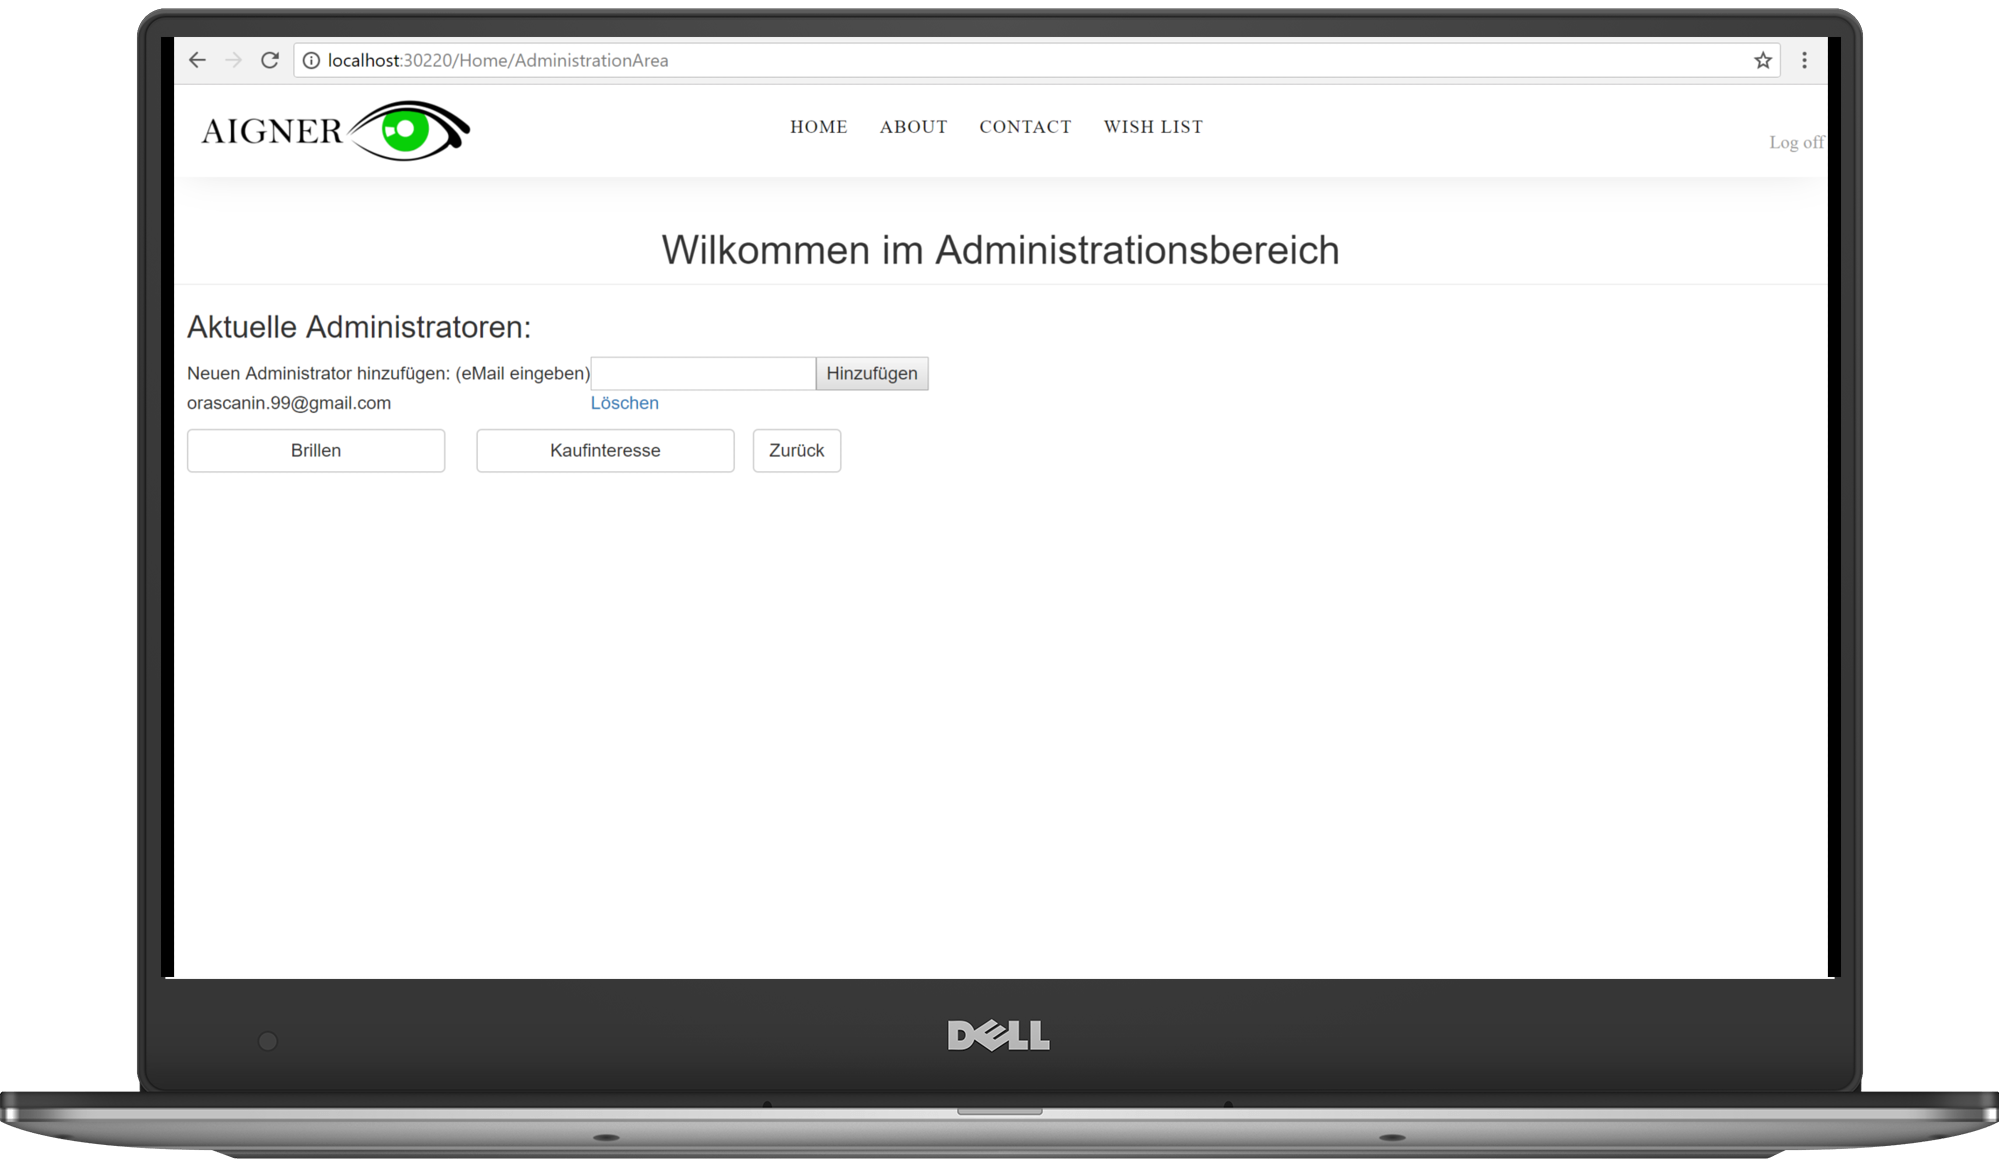 localhost:30220/Home/AdministrationArea
AIGNER
HOME ABOUT CONTACT WISH LIST
Log off
Wilkommen im Administrationsbereich
Aktuelle Administratoren:
Neuen Administrator hinzufügen: (eMail eingeben) Hinzufügen
orascanin.99@gmail.com Löschen
Brillen Kaufinteresse Zurück
DELL